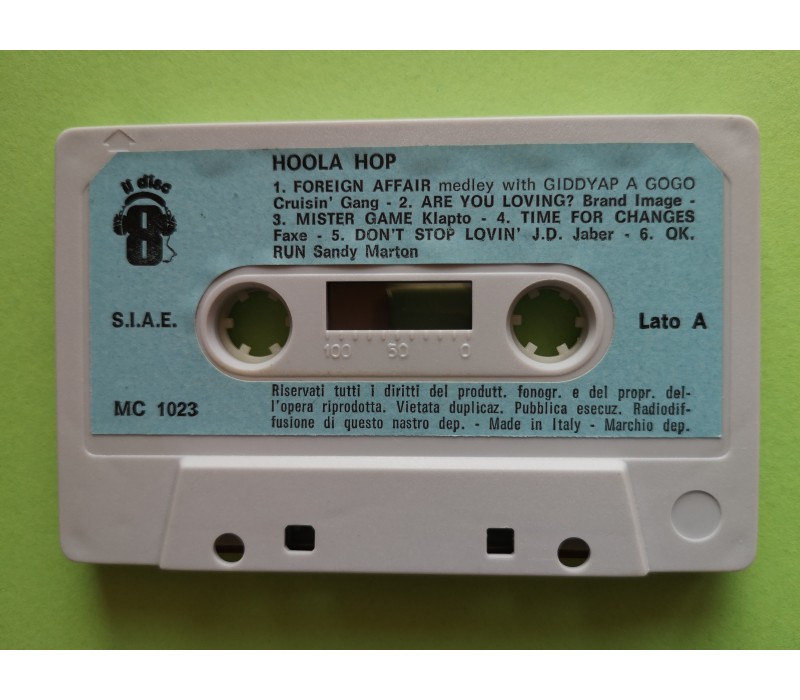 il disc
8
HOOLA HOP
1. FOREIGN AFFAIR medley with GIDDYAP A GOGO
Cruisin' Gang - 2. ARE YOU LOVING? Brand Image -
3. MISTER GAME Klapto - 4. TIME FOR CHANGES
Faxe - 5. DON'T STOP LOVIN' J.D. Jaber - 6. OK.
RUN Sandy Marton
S.I.A.E.
Lato A
100 50 0
MC 1023
Riservati tutti i diritti del produtt. fonogr. e del propr. del-
l'opera riprodotta. Vietata duplicaz. Pubblica esecuz. Radiodif-
fusione di questo nastro dep. - Made in Italy - Marchio dep.